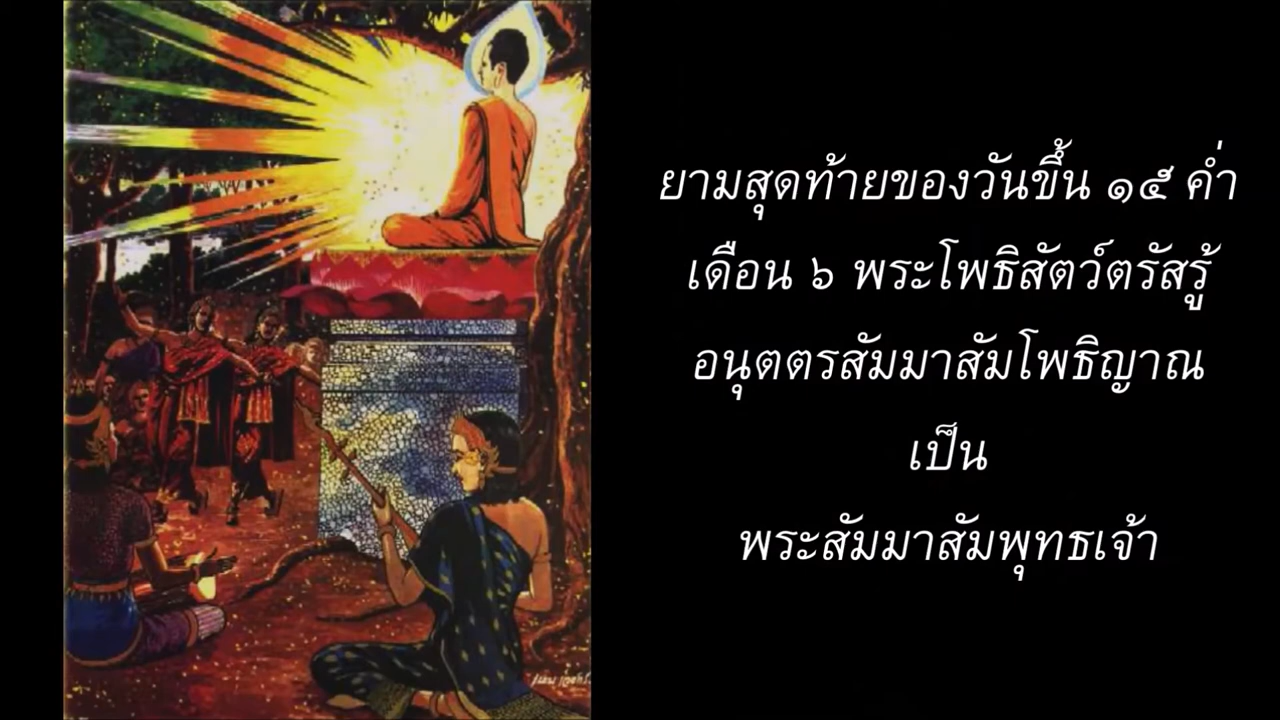 ยามสุดท้ายของวันขึ้น ๑๕ ค่ำ
เดือน ๖ พระโพธิสัตว์ตรัสรู้
อนุตตรสัมมาสัมโพธิญาณ
เป็น
พระสัมมาสัมพุทธเจ้า